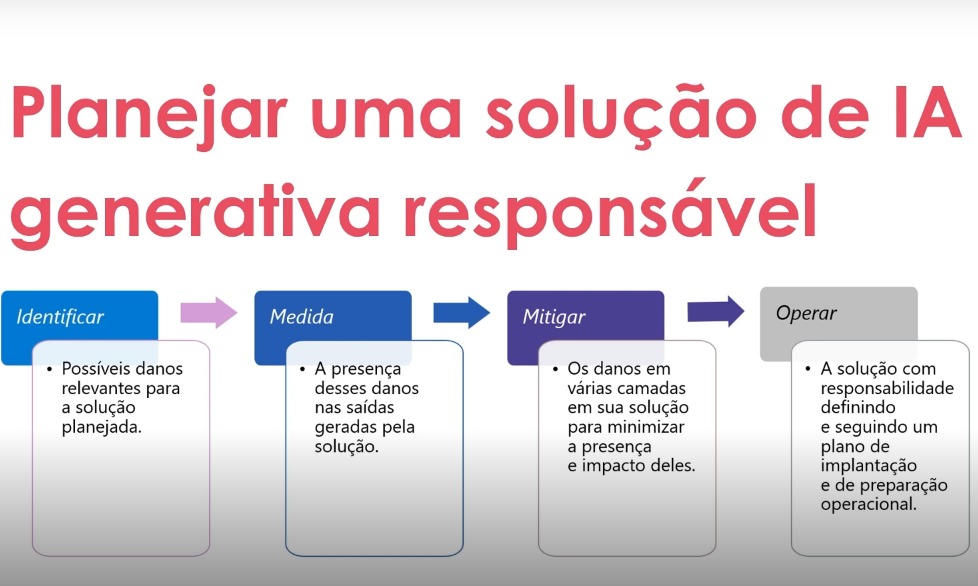 Planejar uma solução de IA
generativa responsável
Identificar
• Possíveis danos
relevantes para
a solução
planejada.
Medida
• A presença
desses danos
nas saídas
geradas pela
solução.
Mitigar
• Os danos em
várias camadas
em sua solução
para minimizar
a presença
e impacto deles.
Operar
• A solução com
responsabilidade
definindo
e seguindo um
plano de
implantação
e de preparação
operacional.